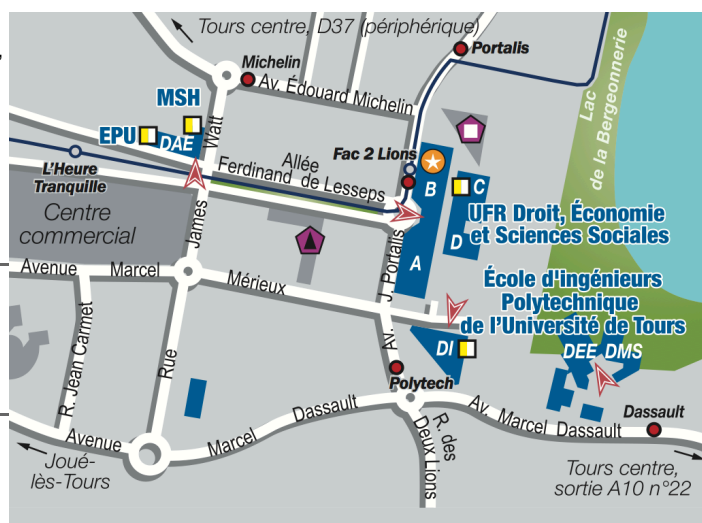 Tours centre, D37 (périphérique)
Portalis
Michelin
Av. Édouard Michelin
MSH
EPU
DAE
Watt
L'Heure
Tranquille
Allée
Ferdinand de Lesseps
Fac 2 Lions
B
C
Lac
de la Bergeonnerie
Centre
commercial
James
J. Portalis
A
D
UFR Droit, Économie
et Sciences Sociales
Avenue Marcel Mérieux
École d'ingénieurs
Polytechnique
de l'Université de Tours
R. Jean Carmet
Rue
Av.
DI
DEE DMS
Polytech
Avenue Marcel Dassault
Av. Marcel Dassault
Dassault
R. des
Deux Lions
Joué-
lès-Tours
Tours centre,
sortie A10 n°22